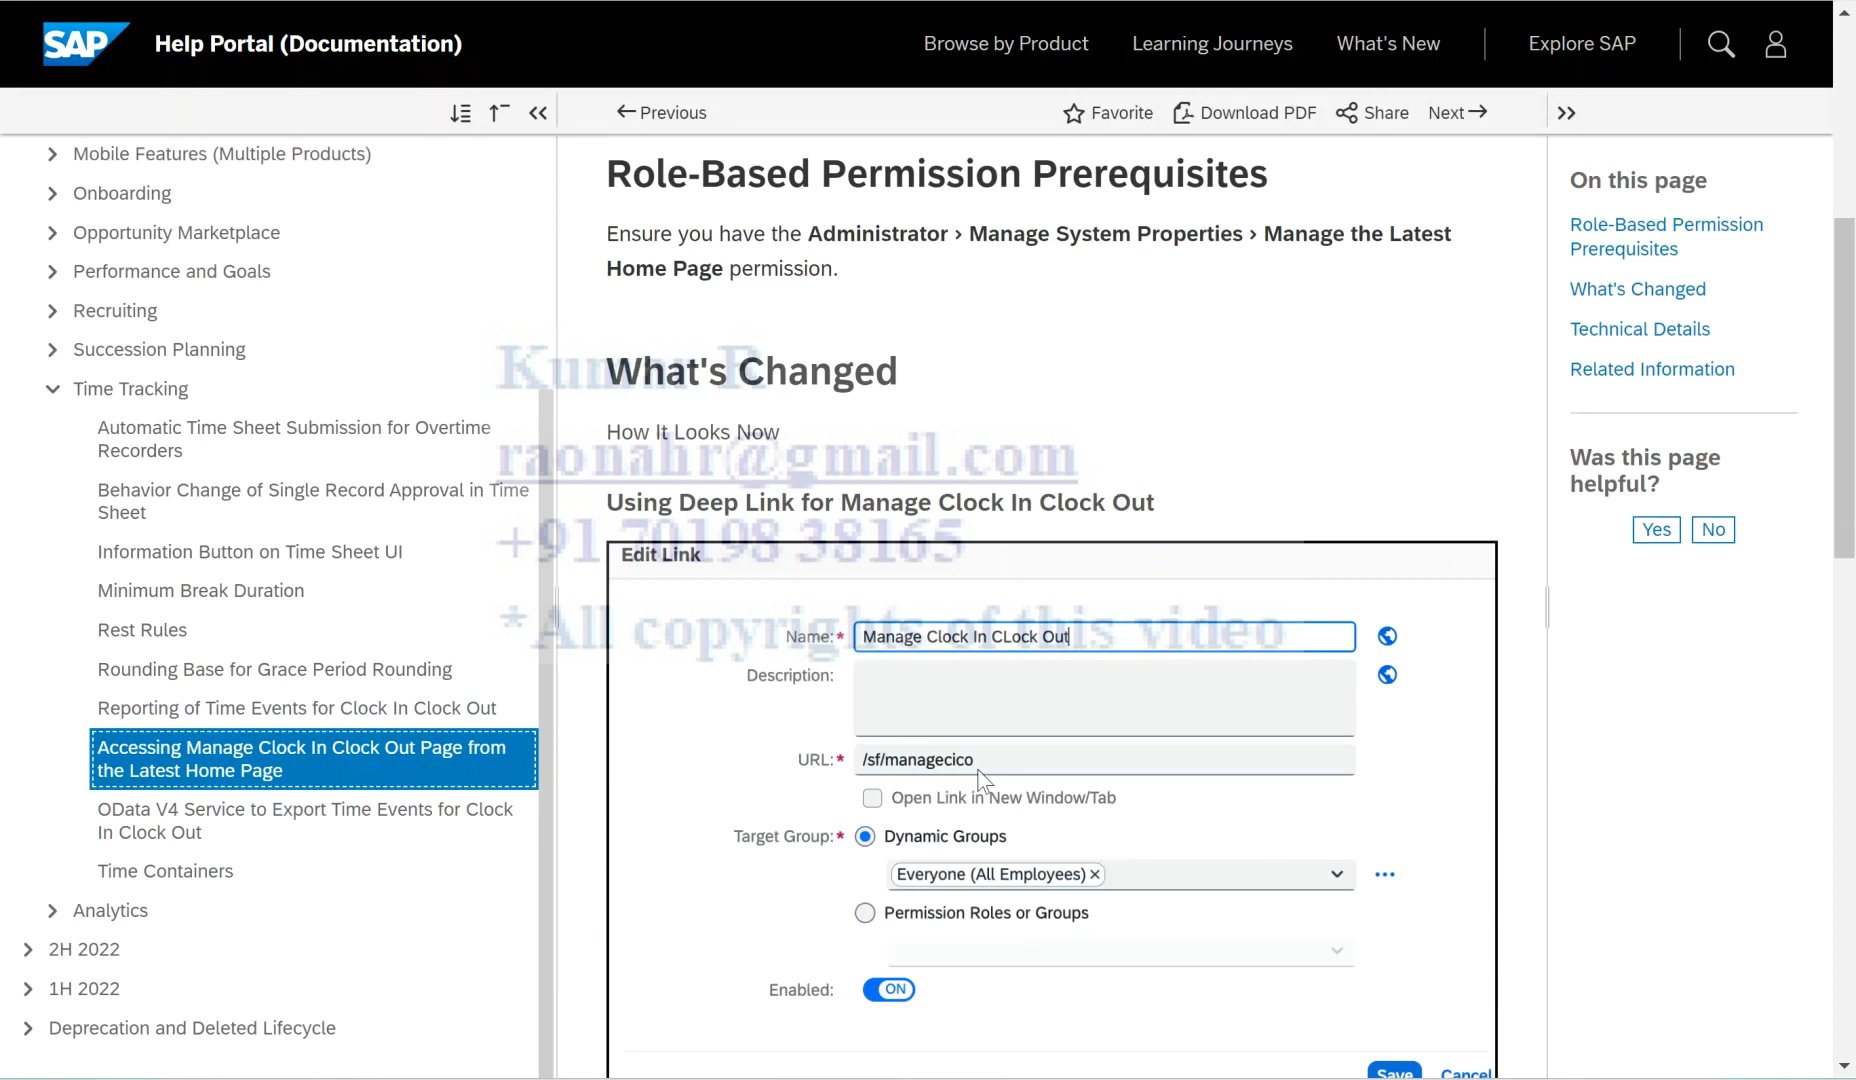 SAP Help Portal (Documentation)
Browse by Product
Learning Journeys
What's New
Explore SAP
Previous
Favorite
Download PDF
Share
Next
Mobile Features (Multiple Products)
Onboarding
Opportunity Marketplace
Performance and Goals
Recruiting
Succession Planning
Time Tracking
Automatic Time Sheet Submission for Overtime
Recorders
Behavior Change of Single Record Approval in Time
Sheet
Information Button on Time Sheet UI
Minimum Break Duration
Rest Rules
Rounding Base for Grace Period Rounding
Reporting of Time Events for Clock In Clock Out
Accessing Manage Clock In Clock Out Page from
the Latest Home Page
OData V4 Service to Export Time Events for Clock
In Clock Out
Time Containers
Analytics
2H 2022
1H 2022
Deprecation and Deleted Lifecycle
Role-Based Permission Prerequisites
Ensure you have the Administrator › Manage System Properties › Manage the Latest
Home Page permission.
Kumar R
What's Changed
How It Looks Now
raonahr@gmail.com
Using Deep Link for Manage Clock In Clock Out
+91 70198 38165
Edit Link
*All copyrights of this video
Name:* Manage Clock In CLock Out
Description:
URL:* /sf/managecico
Open Link in New Window/Tab
Target Group:* Dynamic Groups
Everyone (All Employees) ×
Permission Roles or Groups
Enabled: ON
Save Cancel
On this page
Role-Based Permission
Prerequisites
What's Changed
Technical Details
Related Information
Was this page
helpful?
Yes No